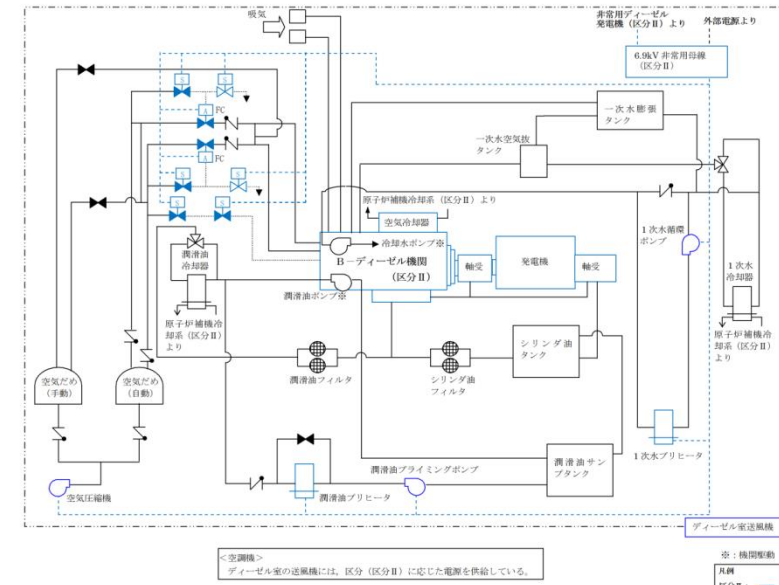 吸気
非常用ディーゼル
発電機（区分Ⅱ）より
外部電源より
6.9kV 非常用母線
（区分Ⅱ）
S
S
A
FC
A
FC
S
S
S
S
一次水膨張
タンク
一次水空気抜
タンク
原子炉補機冷却系（区分Ⅱ）より
空気冷却器
冷却水ポンプ※
B－ディーゼル機関
（区分Ⅱ）
潤滑油ポンプ※
軸受
発電機
軸受
1次水循環
ポンプ
1次水
冷却器
原子炉補機冷
却系（区分Ⅱ）
より
潤滑油
冷却器
原子炉補機冷
却系（区分Ⅱ）
より
空気だめ
（手動）
空気だめ
（自動）
潤滑油フィルタ
シリンダ油
フィルタ
シリンダ油
タンク
1次水プリヒータ
潤滑油サン
プタンク
潤滑油プライミングポンプ
潤滑油プリヒータ
空気圧縮機
ディーゼル室送風機
＜空調機＞
ディーゼル室の送風機には、区分（区分Ⅱ）に応じた電源を供給している。
※：機関駆動
凡例